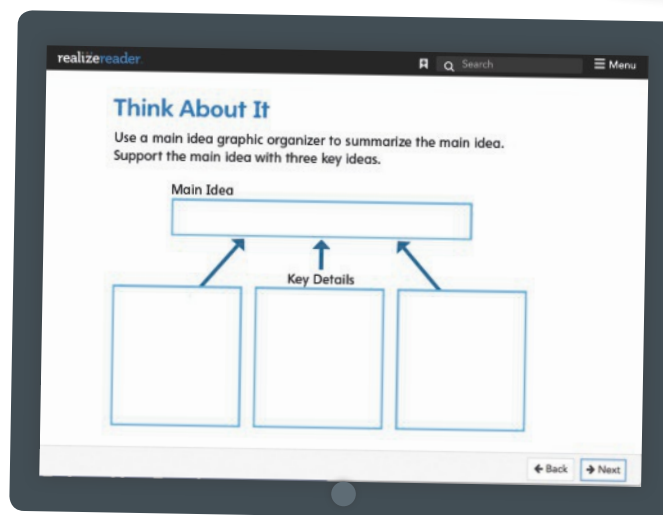 realizereader.
Search
Menu
Think About It
Use a main idea graphic organizer to summarize the main idea.
Support the main idea with three key ideas.
Main Idea
Key Details
Back
Next